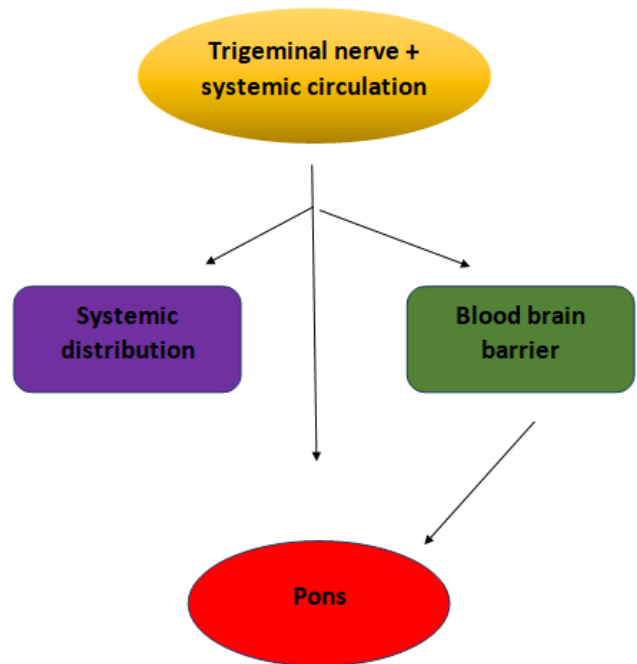 Trigeminal nerve +
systemic circulation
Systemic
distribution
Blood brain
barrier
Pons